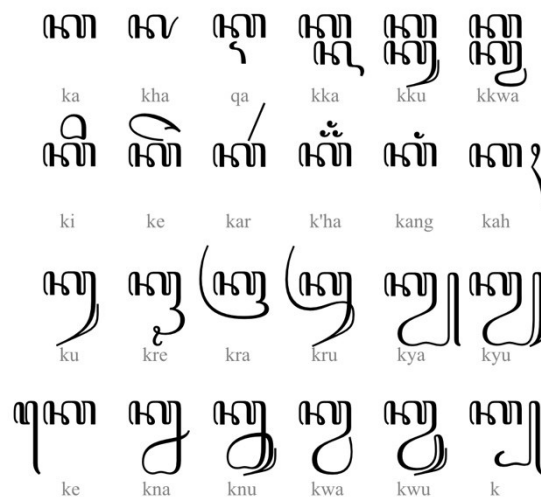 ꦏ ꦑ ꦐ ꦏ꧀ꦏ ꦏ꧀ꦏꦸ ꦏ꧀ꦏ꧀ꦮ
ka kha qa kka kku kkwa
ꦏꦶ ꦏꦼ ꦏꦂ ꦏ꦳ ꦏꦁ ꦏꦃ
ki ke kar k'ha kang kah
ꦏꦸ ꦏꦽ ꦏꦿ ꦏꦿꦸ ꦏꦾ ꦏꦾꦸ
ku kre kra kru kya kyu
ꦏꦺ ꦏ꧀ꦤ ꦏ꧀ꦤꦸ ꦏ꧀ꦮ ꦏ꧀ꦮꦸ ꦏ꧀
ke kna knu kwa kwu k